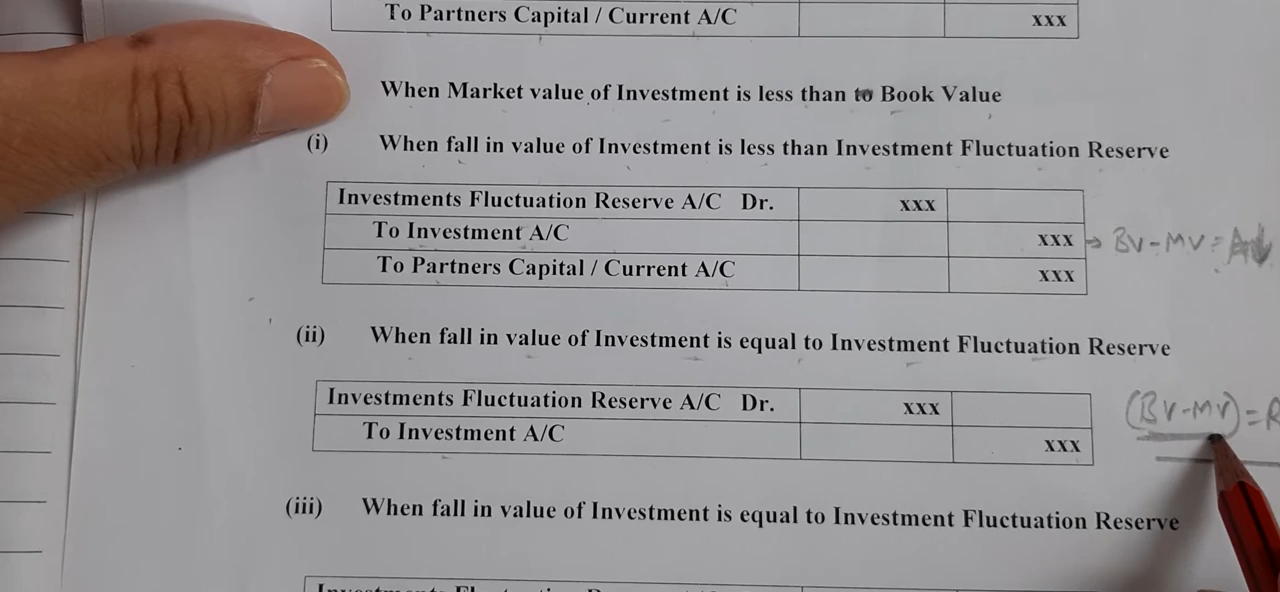 To Partners Capital / Current A/C xxx
When Market value of Investment is less than to Book Value
(i) When fall in value of Investment is less than Investment Fluctuation Reserve
Investments Fluctuation Reserve A/C Dr. xxx
To Investment A/C xxx → BV-MV=
To Partners Capital / Current A/C xxx
(ii) When fall in value of Investment is equal to Investment Fluctuation Reserve
Investments Fluctuation Reserve A/C Dr. xxx (BV-MV)=R
To Investment A/C xxx
(iii) When fall in value of Investment is equal to Investment Fluctuation Reserve